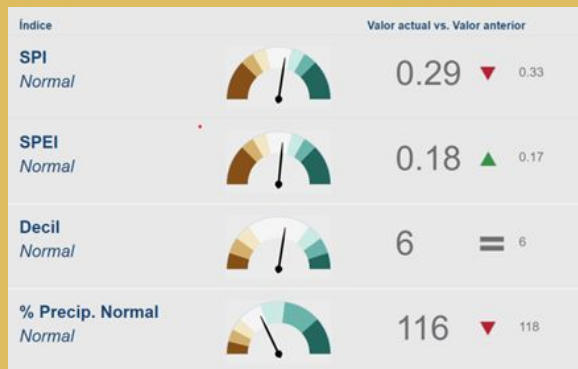 Índice Valor actual vs. Valor anterior
SPI
Normal
0.29 0.33
SPEI
Normal
0.18 0.17
Decil
Normal
6 6
% Precip. Normal
Normal
116 118